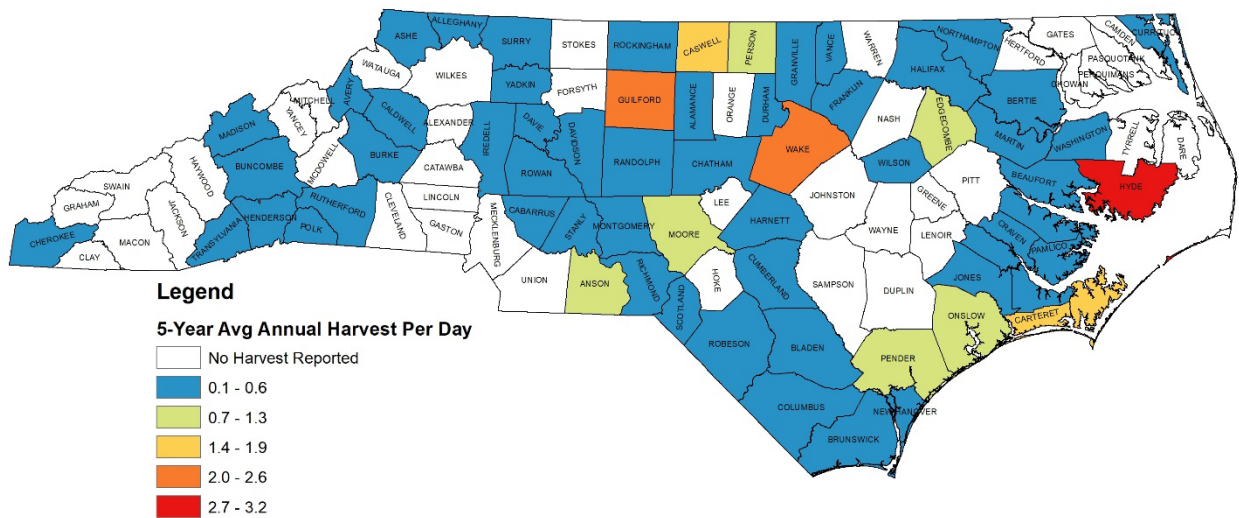 ALLEGHANY
ASHE
SURRY
STOKES
ROCKINGHAM
CASWELL
PERSON
GRANVILLE
VANCE
WARREN
NORTHAMPTON
GATES
CAMDEN
CURRITUCK
HERTFORD
PASQUOTANK
PERQUIMANS
CHOWAN
HALIFAX
WATAUGA
WILKES
YADKIN
FORSYTH
GUILFORD
ALAMANCE
ORANGE
DURHAM
FRANKLIN
NASH
EDGECOMBE
BERTIE
MARTIN
WASHINGTON
TYRRELL
DARE
MITCHELL
AVERY
YANCEY
CALDWELL
ALEXANDER
IREDELL
DAVIE
DAVIDSON
MADISON
BUNCOMBE
MCDOWELL
BURKE
CATAWBA
ROWAN
RANDOLPH
CHATHAM
WAKE
WILSON
PITT
BEAUFORT
HYDE
HAYWOOD
SWAIN
GRAHAM
JACKSON
RUTHERFORD
LINCOLN
CLEVELAND
GASTON
MECKLENBURG
CABARRUS
STANLY
MONTGOMERY
MOORE
LEE
HARNETT
JOHNSTON
GREENE
WAYNE
LENOIR
CRAVEN
PAMLICO
CHEROKEE
CLAY
MACON
TRANSYLVANIA
HENDERSON
POLK
UNION
ANSON
RICHMOND
SCOTLAND
HOKE
CUMBERLAND
SAMPSON
DUPLIN
JONES
ONSLOW
CARTERET
ROBESON
BLADEN
PENDER
COLUMBUS
NEW HANOVER
BRUNSWICK
Legend
5-Year Avg Annual Harvest Per Day
No Harvest Reported
0.1 - 0.6
0.7 - 1.3
1.4 - 1.9
2.0 - 2.6
2.7 - 3.2